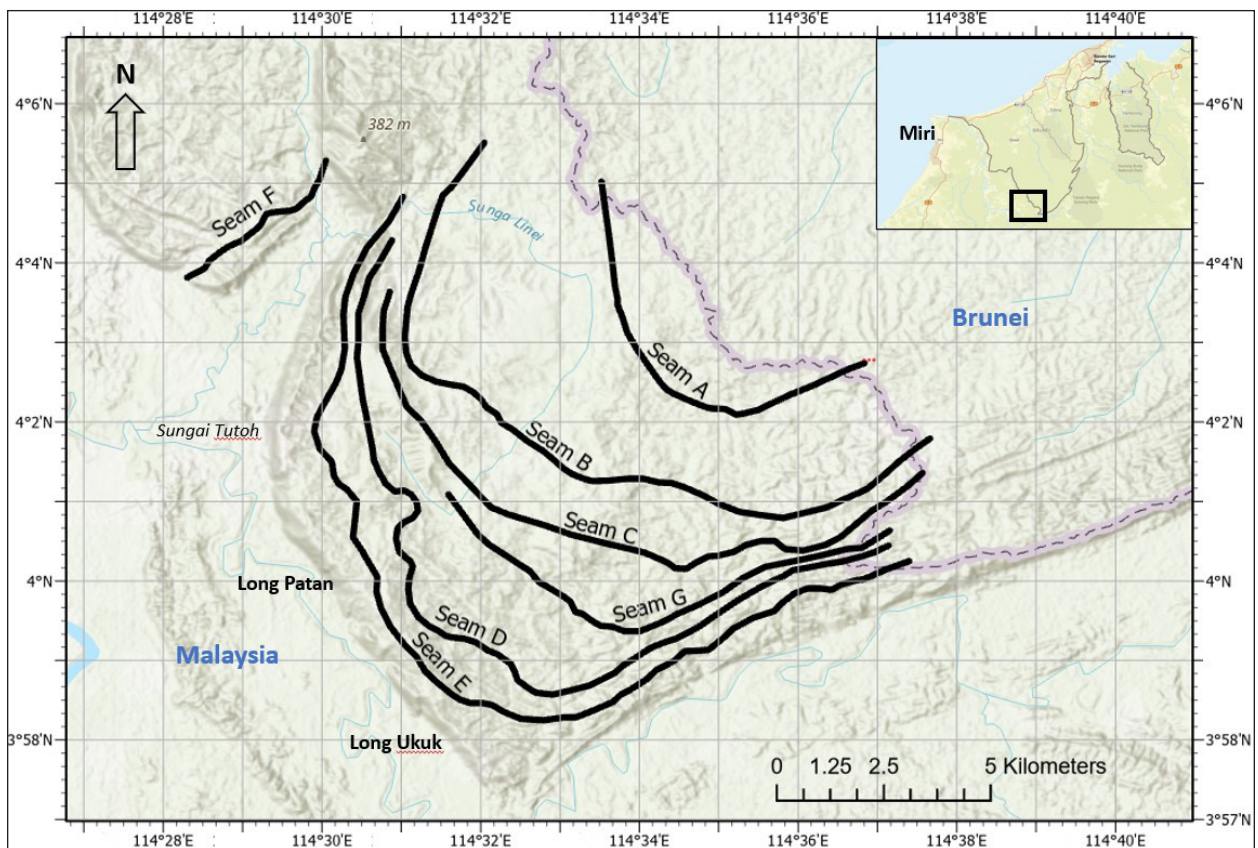 114°28'E 114°30'E 114°32'E 114°34'E 114°36'E 114°38'E 114°40'E
N
382 m
4°6'N
4°6'N
Miri
BRUNEI
Seam F
Sunga Linei
4°4'N
4°4'N
Brunei
Seam A
4°2'N
4°2'N
Sungai Tutoh
Seam B
Seam C
4°N
4°N
Long Patan
Seam G
Seam D
Malaysia
Seam E
3°58'N
3°58'N
Long Ukuk
0 1.25 2.5 5 Kilometers
3°57'N
114°28'E 114°30'E 114°32'E 114°34'E 114°36'E 114°38'E 114°40'E